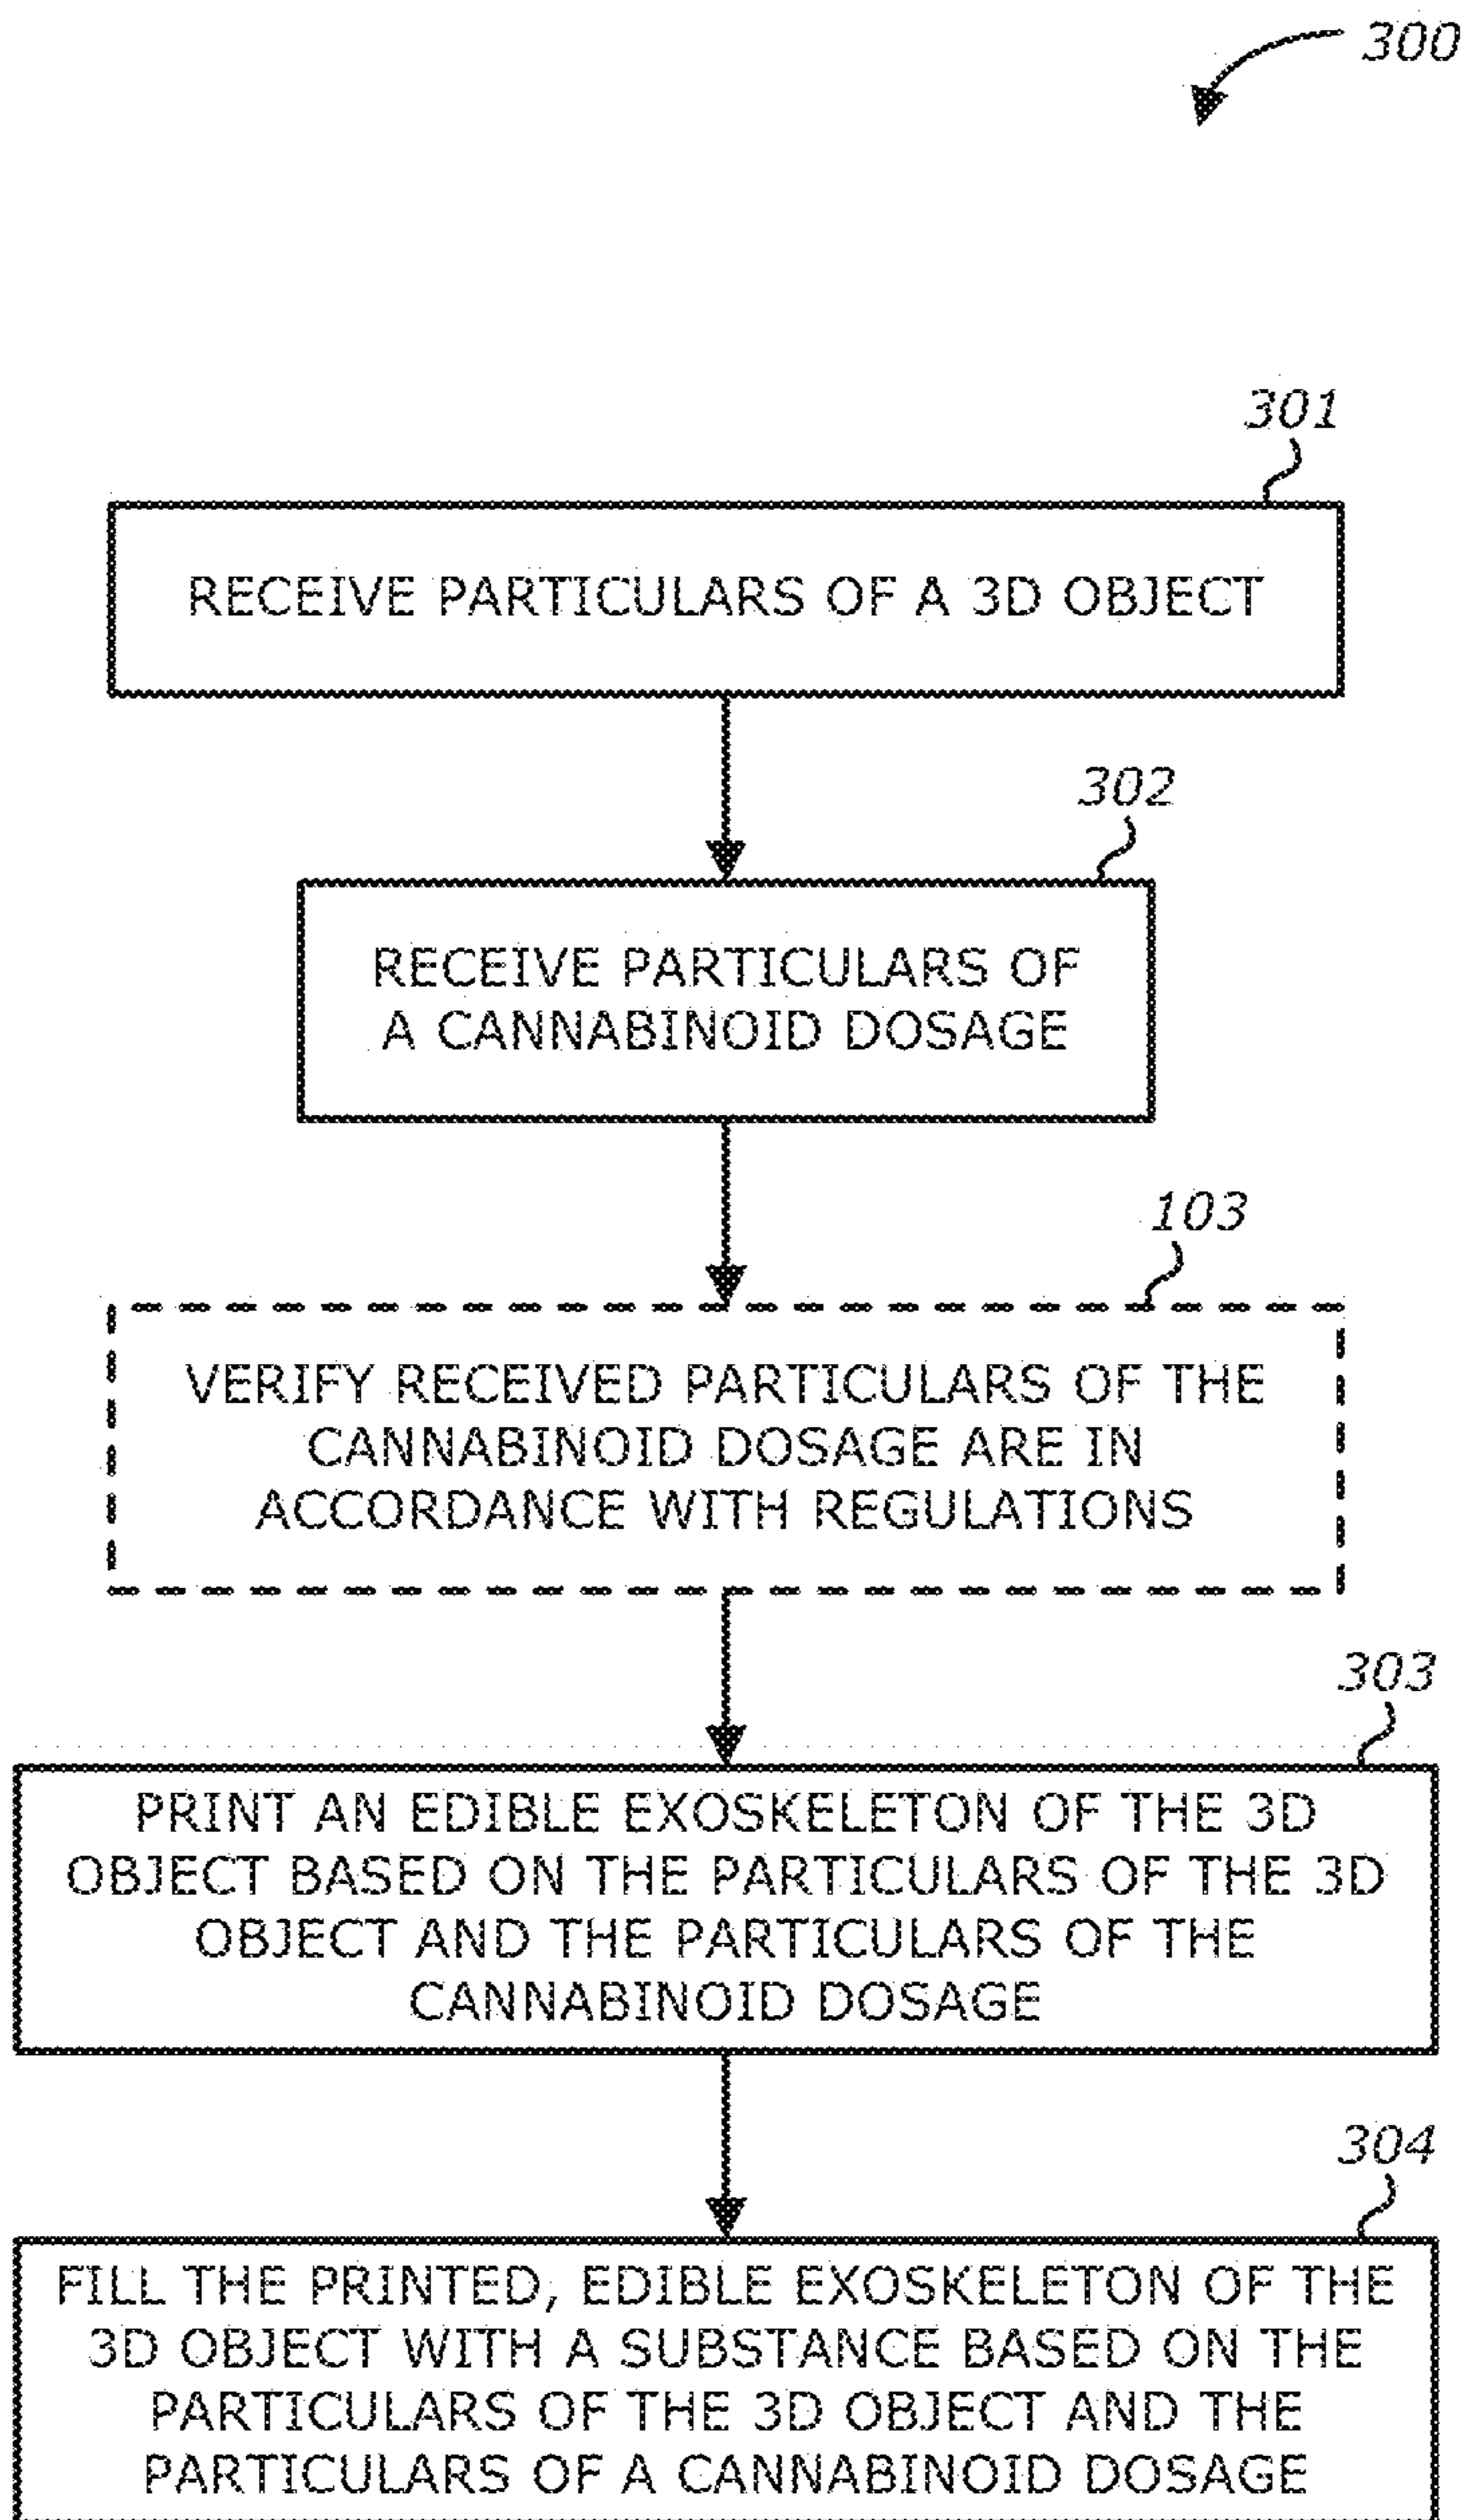 300
301
RECEIVE PARTICULARS OF A 3D OBJECT
302
RECEIVE PARTICULARS OF
A CANNABINOID DOSAGE
103
VERIFY RECEIVED PARTICULARS OF THE
CANNABINOID DOSAGE ARE IN
ACCORDANCE WITH REGULATIONS
303
PRINT AN EDIBLE EXOSKELETON OF THE 3D
OBJECT BASED ON THE PARTICULARS OF THE 3D
OBJECT AND THE PARTICULARS OF THE
CANNABINOID DOSAGE
304
FILL THE PRINTED, EDIBLE EXOSKELETON OF THE
3D OBJECT WITH A SUBSTANCE BASED ON THE
PARTICULARS OF THE 3D OBJECT AND THE
PARTICULARS OF A CANNABINOID DOSAGE